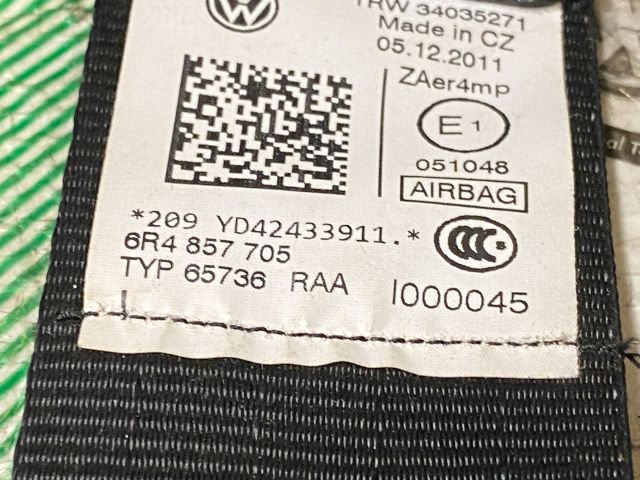 TRW 34035271
Made in CZ
05.12.2011
ZAer4mp
E1
051048
AIRBAG
*209 YD42433911.*
CCC
6R4 857 705
TYP 65736 RAA
I000045